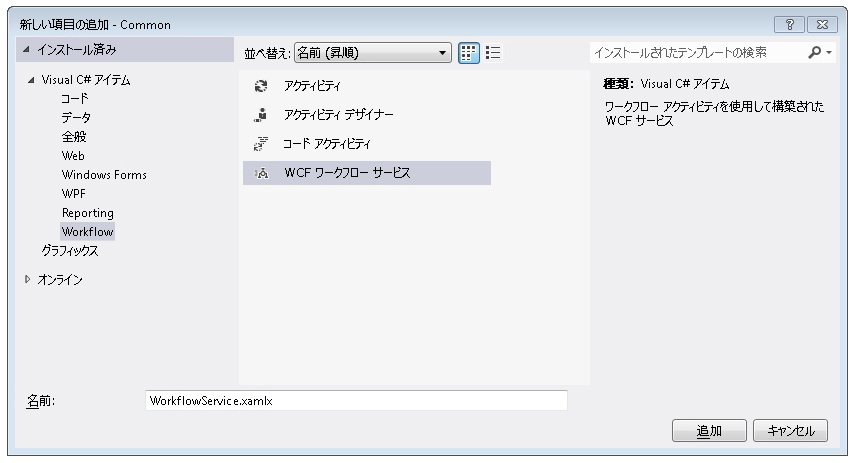 新しい項目の追加 - Common
インストール済み
Visual C# アイテム
コード
データ
全般
Web
Windows Forms
WPF
Reporting
Workflow
グラフィックス
オンライン
並べ替え: 名前 (昇順)
アクティビティ
アクティビティ デザイナー
コード アクティビティ
WCF ワークフロー サービス
インストールされたテンプレートの検索
種類: Visual C# アイテム
ワークフロー アクティビティを使用して構築された
WCF サービス
名前: WorkflowService.xamlx
追加 キャンセル